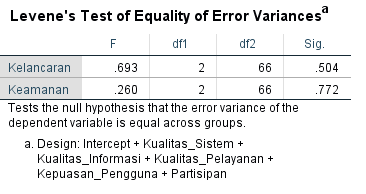 Levene's Test of Equality of Error Variancesᵃ
F df1 df2 Sig.
Kelancaran .693 2 66 .504
Keamanan .260 2 66 .772
Tests the null hypothesis that the error variance of the
dependent variable is equal across groups.
a. Design: Intercept + Kualitas_Sistem +
Kualitas_Informasi + Kualitas_Pelayanan +
Kepuasan_Pengguna + Partisipan